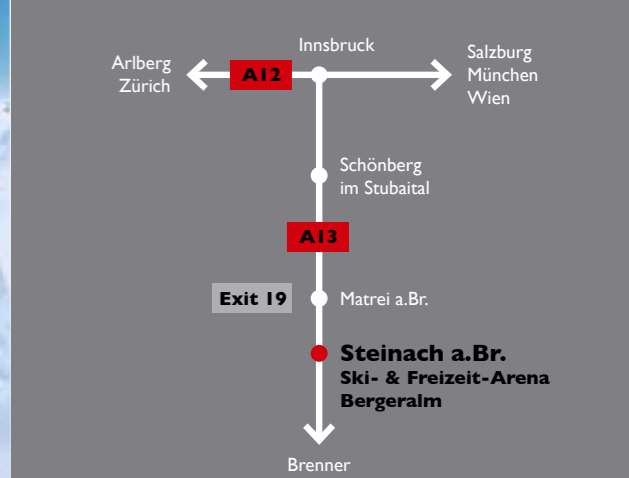 Innsbruck
Arlberg
Zürich
A12
Salzburg
München
Wien
Schönberg
im Stubaital
A13
Exit 19
Matrei a.Br.
Steinach a.Br.
Ski- & Freizeit-Arena
Bergeralm
Brenner